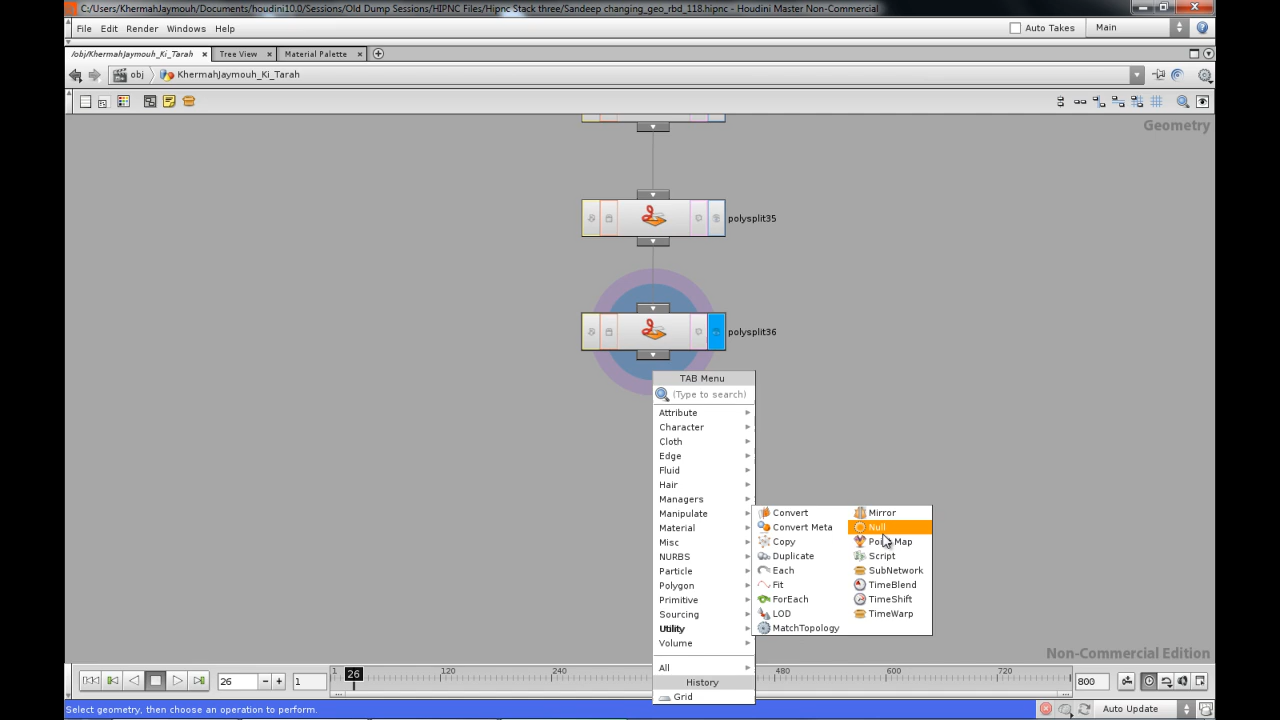 C:/Users/KhermahJaymouh/Documents/houdini10.0/Sessions/Old Dump Sessions/HIPNC Files/Hipnc Stack three/Sandeep changing_geo_rbd_118.hipnc - Houdini Master Non-Commercial
File Edit Render Windows Help Auto Takes Main
/obj/KhermahJaymouh_Ki_Tarah Tree View Material Palette
obj KhermahJaymouh_Ki_Tarah
Geometry
polysplit35
polysplit36
TAB Menu
(Type to search)
Attribute
Character
Cloth
Edge
Fluid
Hair
Managers
Manipulate
Material
Misc
NURBS
Particle
Polygon
Primitive
Sourcing
Utility
Volume
All
History
Grid
Convert Mirror
Convert Meta Null
Copy Point Map
Duplicate Script
Each SubNetwork
Fit TimeBlend
ForEach TimeShift
LOD TimeWarp
MatchTopology
Non-Commercial Edition
26 1 1 26 120 240 480 600 720 800
Select geometry, then choose an operation to perform. Auto Update